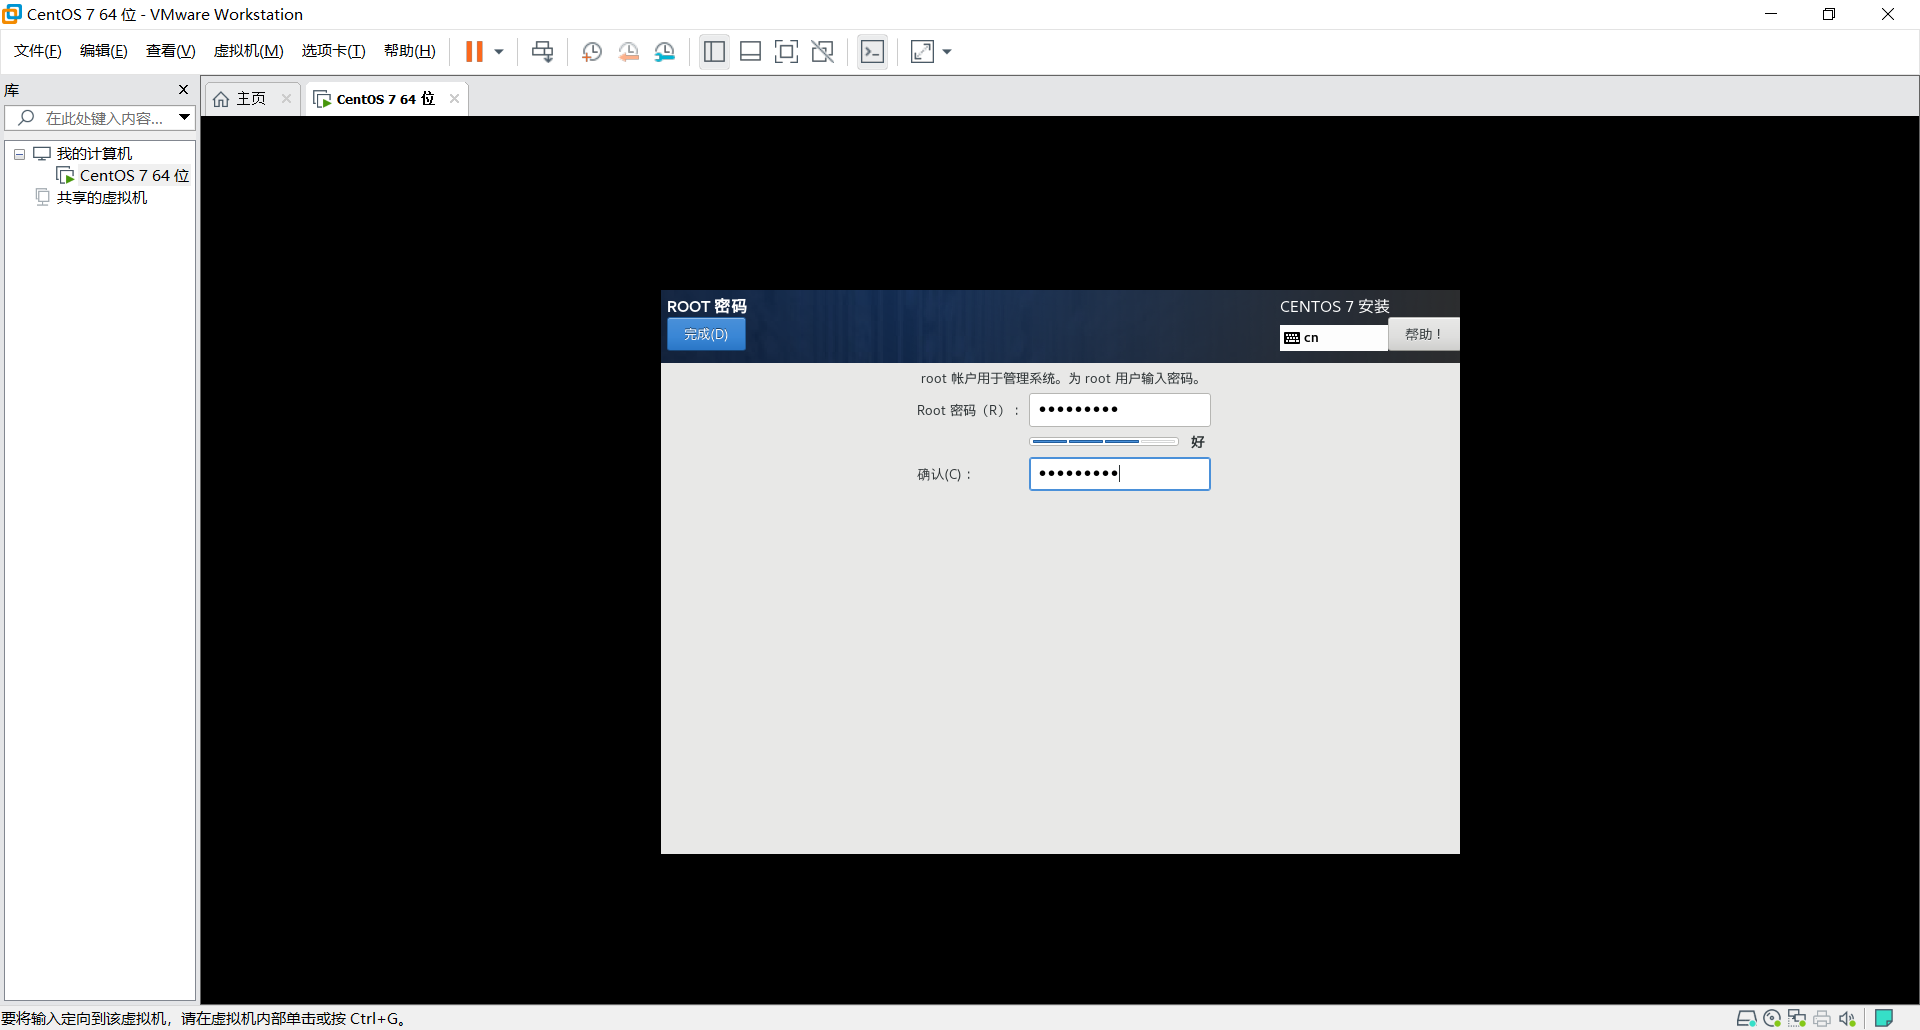 CentOS 7 64 位 - VMware Workstation
文件(F) 编辑(E) 查看(V) 虚拟机(M) 选项卡(T) 帮助(H)
库
主页
CentOS 7 64 位
在此处键入内容...
我的计算机
CentOS 7 64 位
共享的虚拟机
ROOT 密码
CENTOS 7 安装
完成(D)
cn
帮助！
root 帐户用于管理系统。为 root 用户输入密码。
Root 密码（R）：
•••••••••
好
确认(C)：
•••••••••
要将输入定向到该虚拟机，请在虚拟机内部单击或按 Ctrl+G。